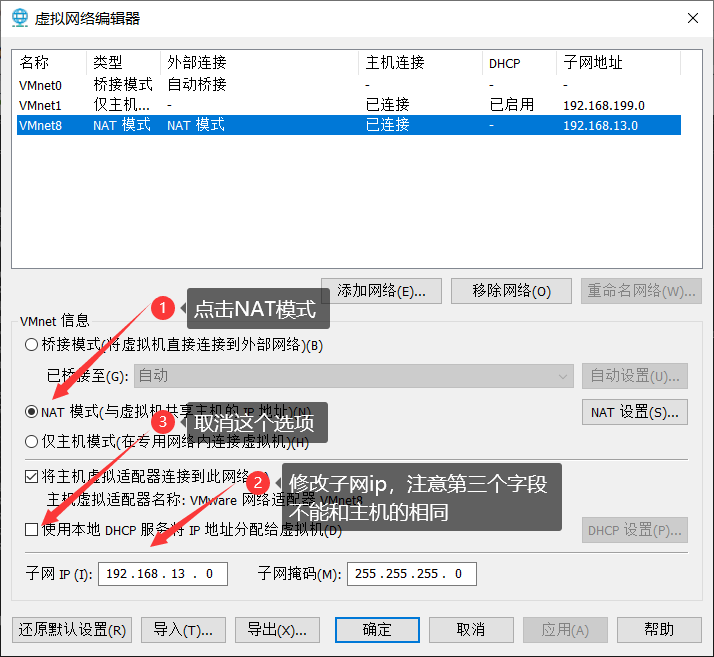 虚拟网络编辑器
名称 类型 外部连接 主机连接 DHCP 子网地址
VMnet0 桥接模式 自动桥接 - - -
VMnet1 仅主机... - 已连接 已启用 192.168.199.0
VMnet8 NAT 模式 NAT 模式 已连接 - 192.168.13.0
添加网络(E)... 移除网络(O) 重命名网络(W)...
1 点击NAT模式
VMnet 信息
桥接模式(将虚拟机直接连接到外部网络)(B)
已桥接至(G): 自动 自动设置(U)...
NAT 模式(与虚拟机共享主机的 IP 地址)(N) NAT 设置(S)...
3 取消这个选项
仅主机模式(在专用网络内连接虚拟机)(H)
将主机虚拟适配器连接到此网络
2 修改子网ip，注意第三个字段
不能和主机的相同
主机虚拟适配器名称: VMware 网络适配器 VMnet8
使用本地 DHCP 服务将 IP 地址分配给虚拟机(D) DHCP 设置(P)...
子网 IP (I): 192.168.13.0 子网掩码(M): 255.255.255.0
还原默认设置(R) 导入(T)... 导出(X)... 确定 取消 应用(A) 帮助